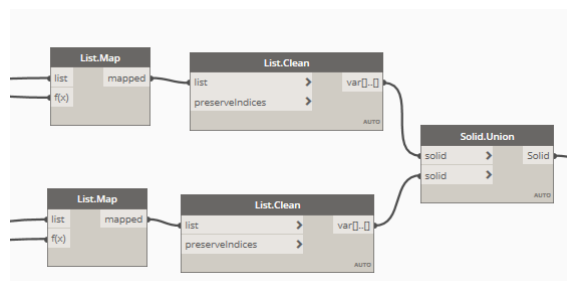 List.Map
list mapped
f(x)
List.Clean
list > var[]..[]
preserveIndices >
AUTO
Solid.Union
solid > Solid
solid >
AUTO
List.Map
list mapped
f(x)
List.Clean
list > var[]..[]
preserveIndices >
AUTO